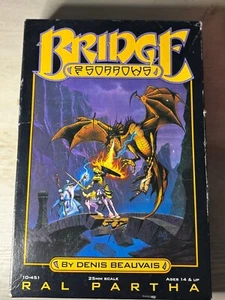 BRIDGE
OF SORROWS
BY DENIS BEAUVAIS
10-451
25MM SCALE
AGES 14 & UP
RAL PARTHA